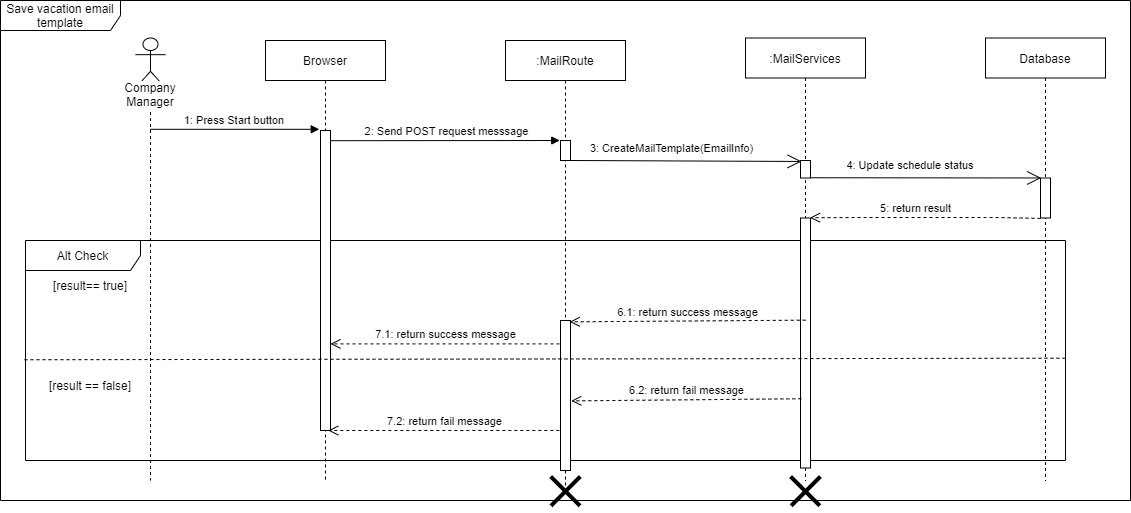 Save vacation email
template
Browser
:MailRoute
:MailServices
Database
Company
Manager
1: Press Start button
2: Send POST request messsage
3: CreateMailTemplate(EmailInfo)
4: Update schedule status
5: return result
Alt Check
[result== true]
6.1: return success message
7.1: return success message
[result == false]
6.2: return fail message
7.2: return fail message